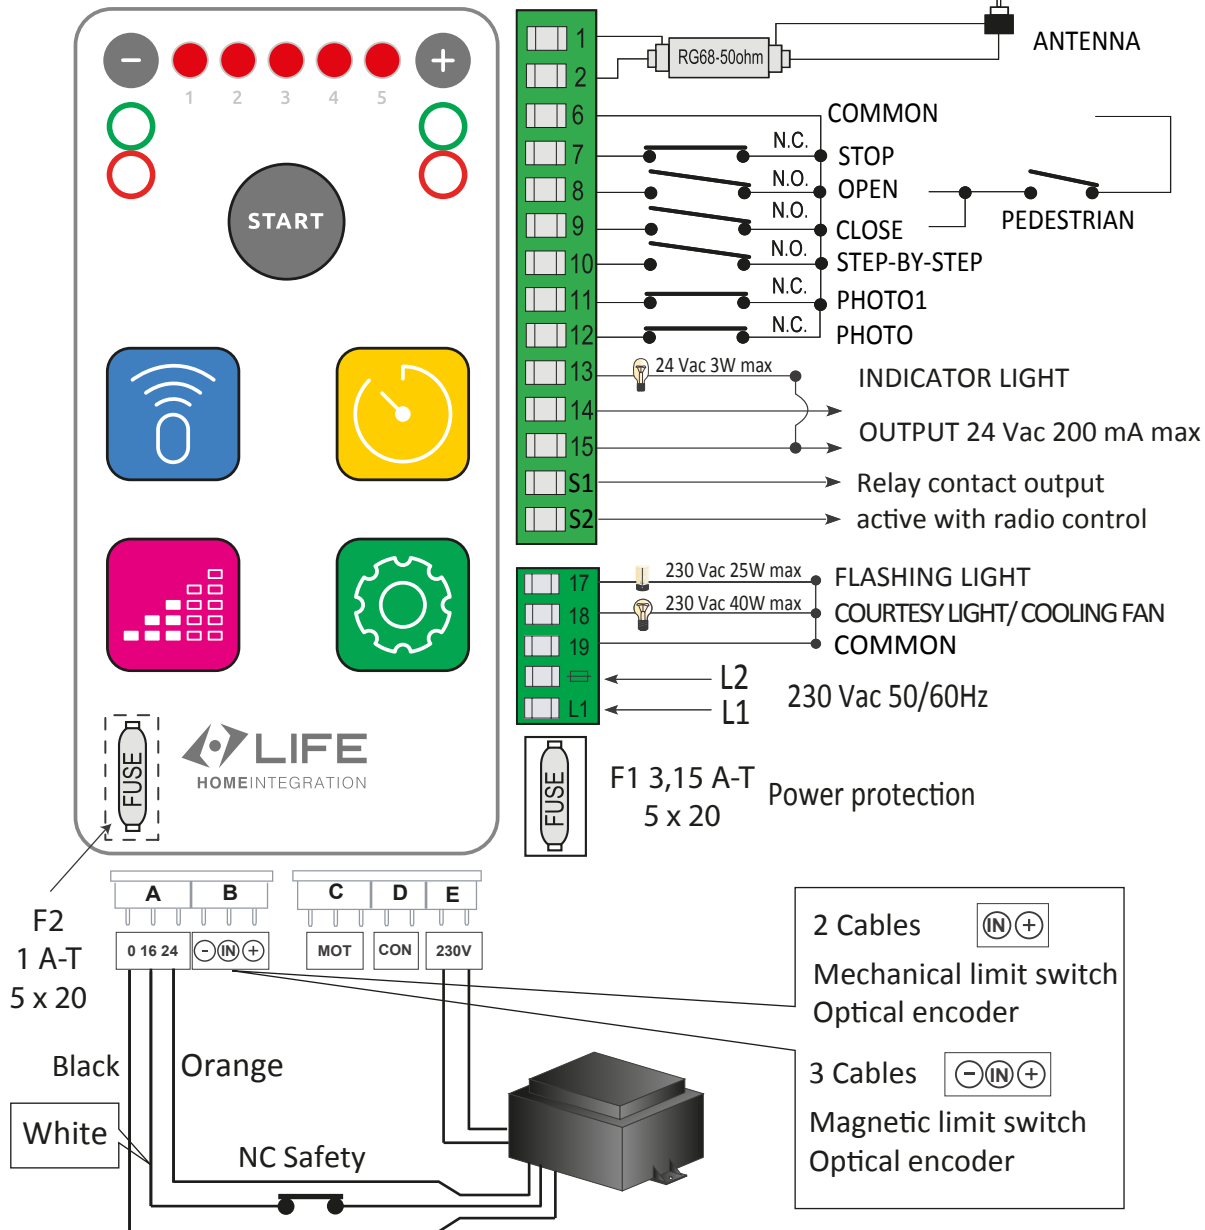 1 2 3 4 5
START
LIFE
HOMEINTEGRATION
FUSE
F2
1 A-T
5 x 20
1
RG68-50ohm
ANTENNA
2
6
COMMON
7
N.C.
STOP
8
N.O.
OPEN
PEDESTRIAN
9
N.O.
CLOSE
10
N.O.
STEP-BY-STEP
11
N.C.
PHOTO1
12
N.C.
PHOTO
13
24 Vac 3W max
INDICATOR LIGHT
14
15
OUTPUT 24 Vac 200 mA max
S1
Relay contact output
S2
active with radio control
17
230 Vac 25W max
FLASHING LIGHT
18
230 Vac 40W max
COURTESY LIGHT/ COOLING FAN
19
COMMON
L2
L1
L1
230 Vac 50/60Hz
FUSE
F1 3,15 A-T
5 x 20
Power protection
A B C D E
0 16 24
- IN +
MOT
CON
230V
Black
Orange
White
NC Safety
2 Cables IN +
Mechanical limit switch
Optical encoder
3 Cables - IN +
Magnetic limit switch
Optical encoder